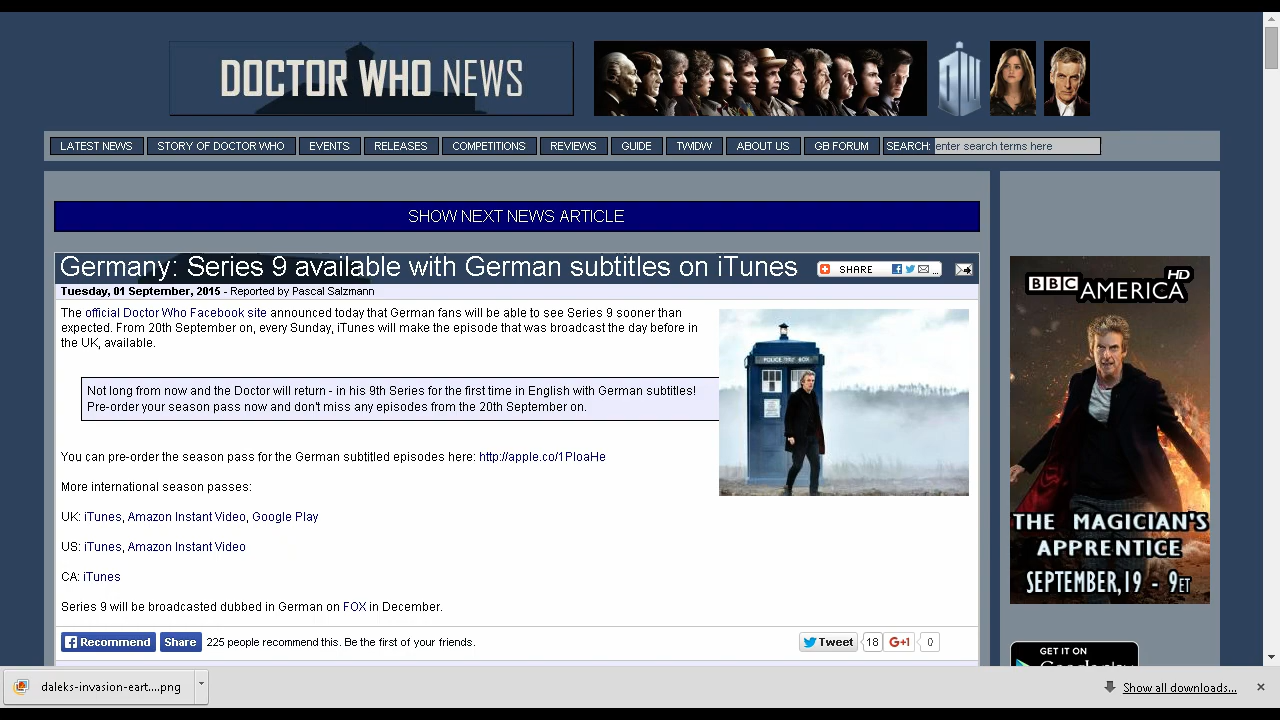 DOCTOR WHO NEWS
DW
LATEST NEWS
STORY OF DOCTOR WHO
EVENTS
RELEASES
COMPETITIONS
REVIEWS
GUIDE
TWIDW
ABOUT US
GB FORUM
SEARCH:
enter search terms here
SHOW NEXT NEWS ARTICLE
Germany: Series 9 available with German subtitles on iTunes
SHARE
...
Tuesday, 01 September, 2015 - Reported by Pascal Salzmann
The official Doctor Who Facebook site announced today that German fans will be able to see Series 9 sooner than
expected. From 20th September on, every Sunday, iTunes will make the episode that was broadcast the day before in
the UK, available.
Nothing from now and the Doctor will return - in his 9th Series for the first time in English with German subtitles!
Pre-order your season pass now and don't miss any episodes from the 20th September on.
You can pre-order the season pass for the German subtitled episodes here: http://apple.co/1PloaHe
More international season passes:
UK: iTunes, Amazon Instant Video, Google Play
US: iTunes, Amazon Instant Video
CA: iTunes
Series 9 will be broadcasted dubbed in German on FOX in December.
POLICE BOX
Recommend
Share
225 people recommend this. Be the first of your friends.
Tweet
18
G+1
0
BBC AMERICA HD
THE MAGICIAN'S
APPRENTICE
SEPTEMBER,19 - 9ET
GET IT ON
Google play
daleks-invasion-eart....png
Show all downloads...